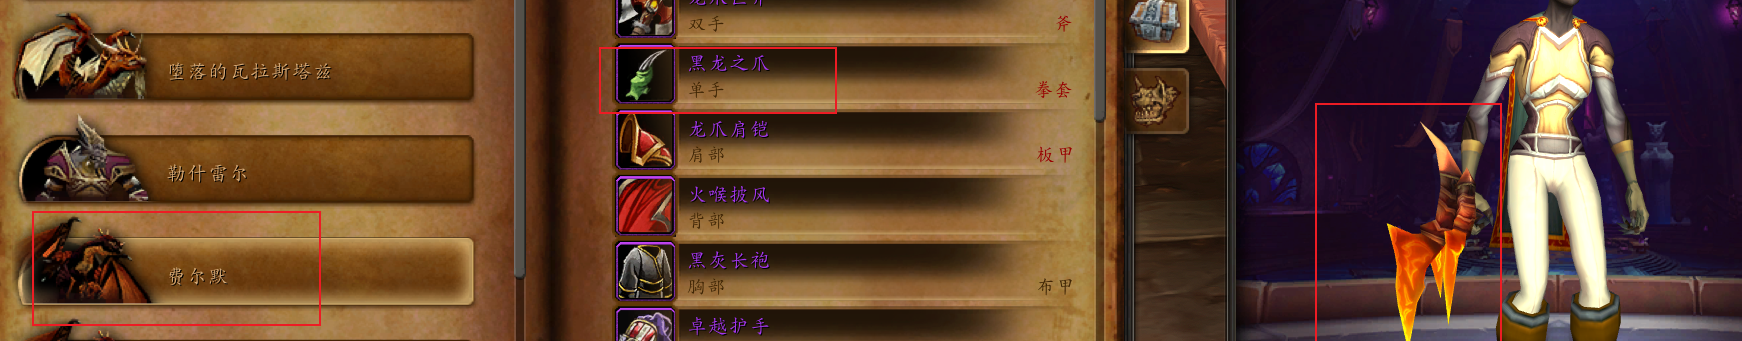 堕落的瓦拉斯塔兹
勒什雷尔
费尔默
双手
斧
黑龙之爪
单手
拳套
龙爪肩铠
肩部
板甲
火喉披风
背部
黑灰长袍
胸部
布甲
卓越护手